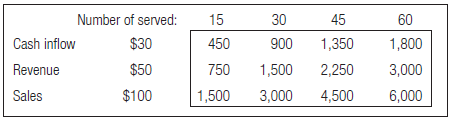 Number of served: 15 30 45 60
Cash inflow $30 450 900 1,350 1,800
Revenue $50 750 1,500 2,250 3,000
Sales $100 1,500 3,000 4,500 6,000